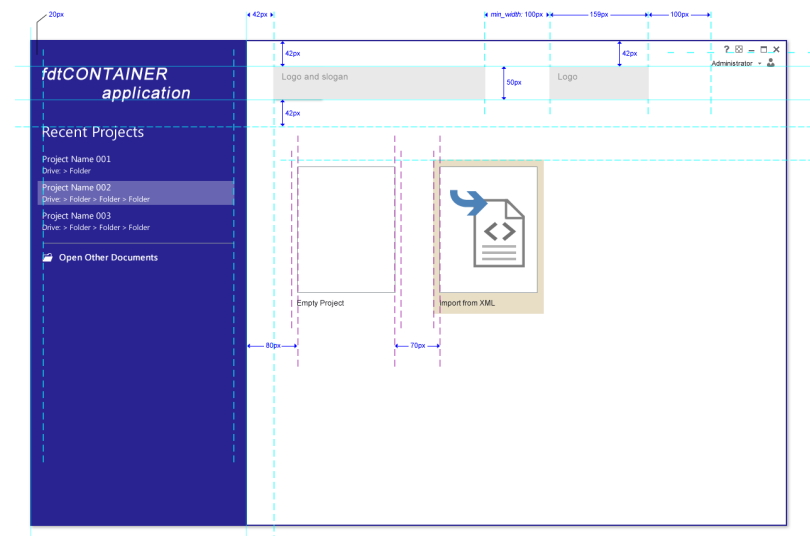 20px
42px
min_width: 100px
159px
100px
42px
42px
?
Administrator
fdtCONTAINER
application
Logo and slogan
50px
Logo
42px
Recent Projects
Project Name 001
Drive: > Folder
Project Name 002
Drive: > Folder > Folder > Folder
Project Name 003
Drive: > Folder > Folder > Folder
Open Other Documents
<>
Empty Project
Import from XML
80px
70px